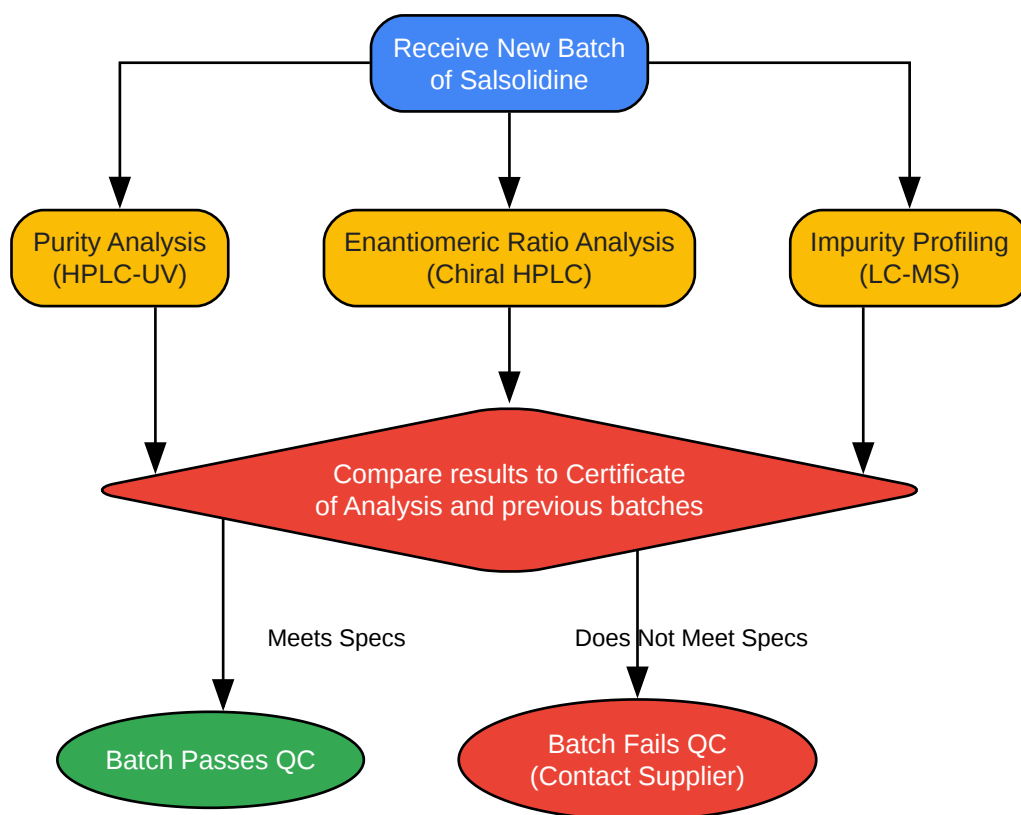 Receive New Batch
of Salsolidine
Purity Analysis
(HPLC-UV)
Enantiomeric Ratio Analysis
(Chiral HPLC)
Impurity Profiling
(LC-MS)
Compare results to Certificate
of Analysis and previous batches
Meets Specs
Does Not Meet Specs
Batch Passes QC
Batch Fails QC
(Contact Supplier)